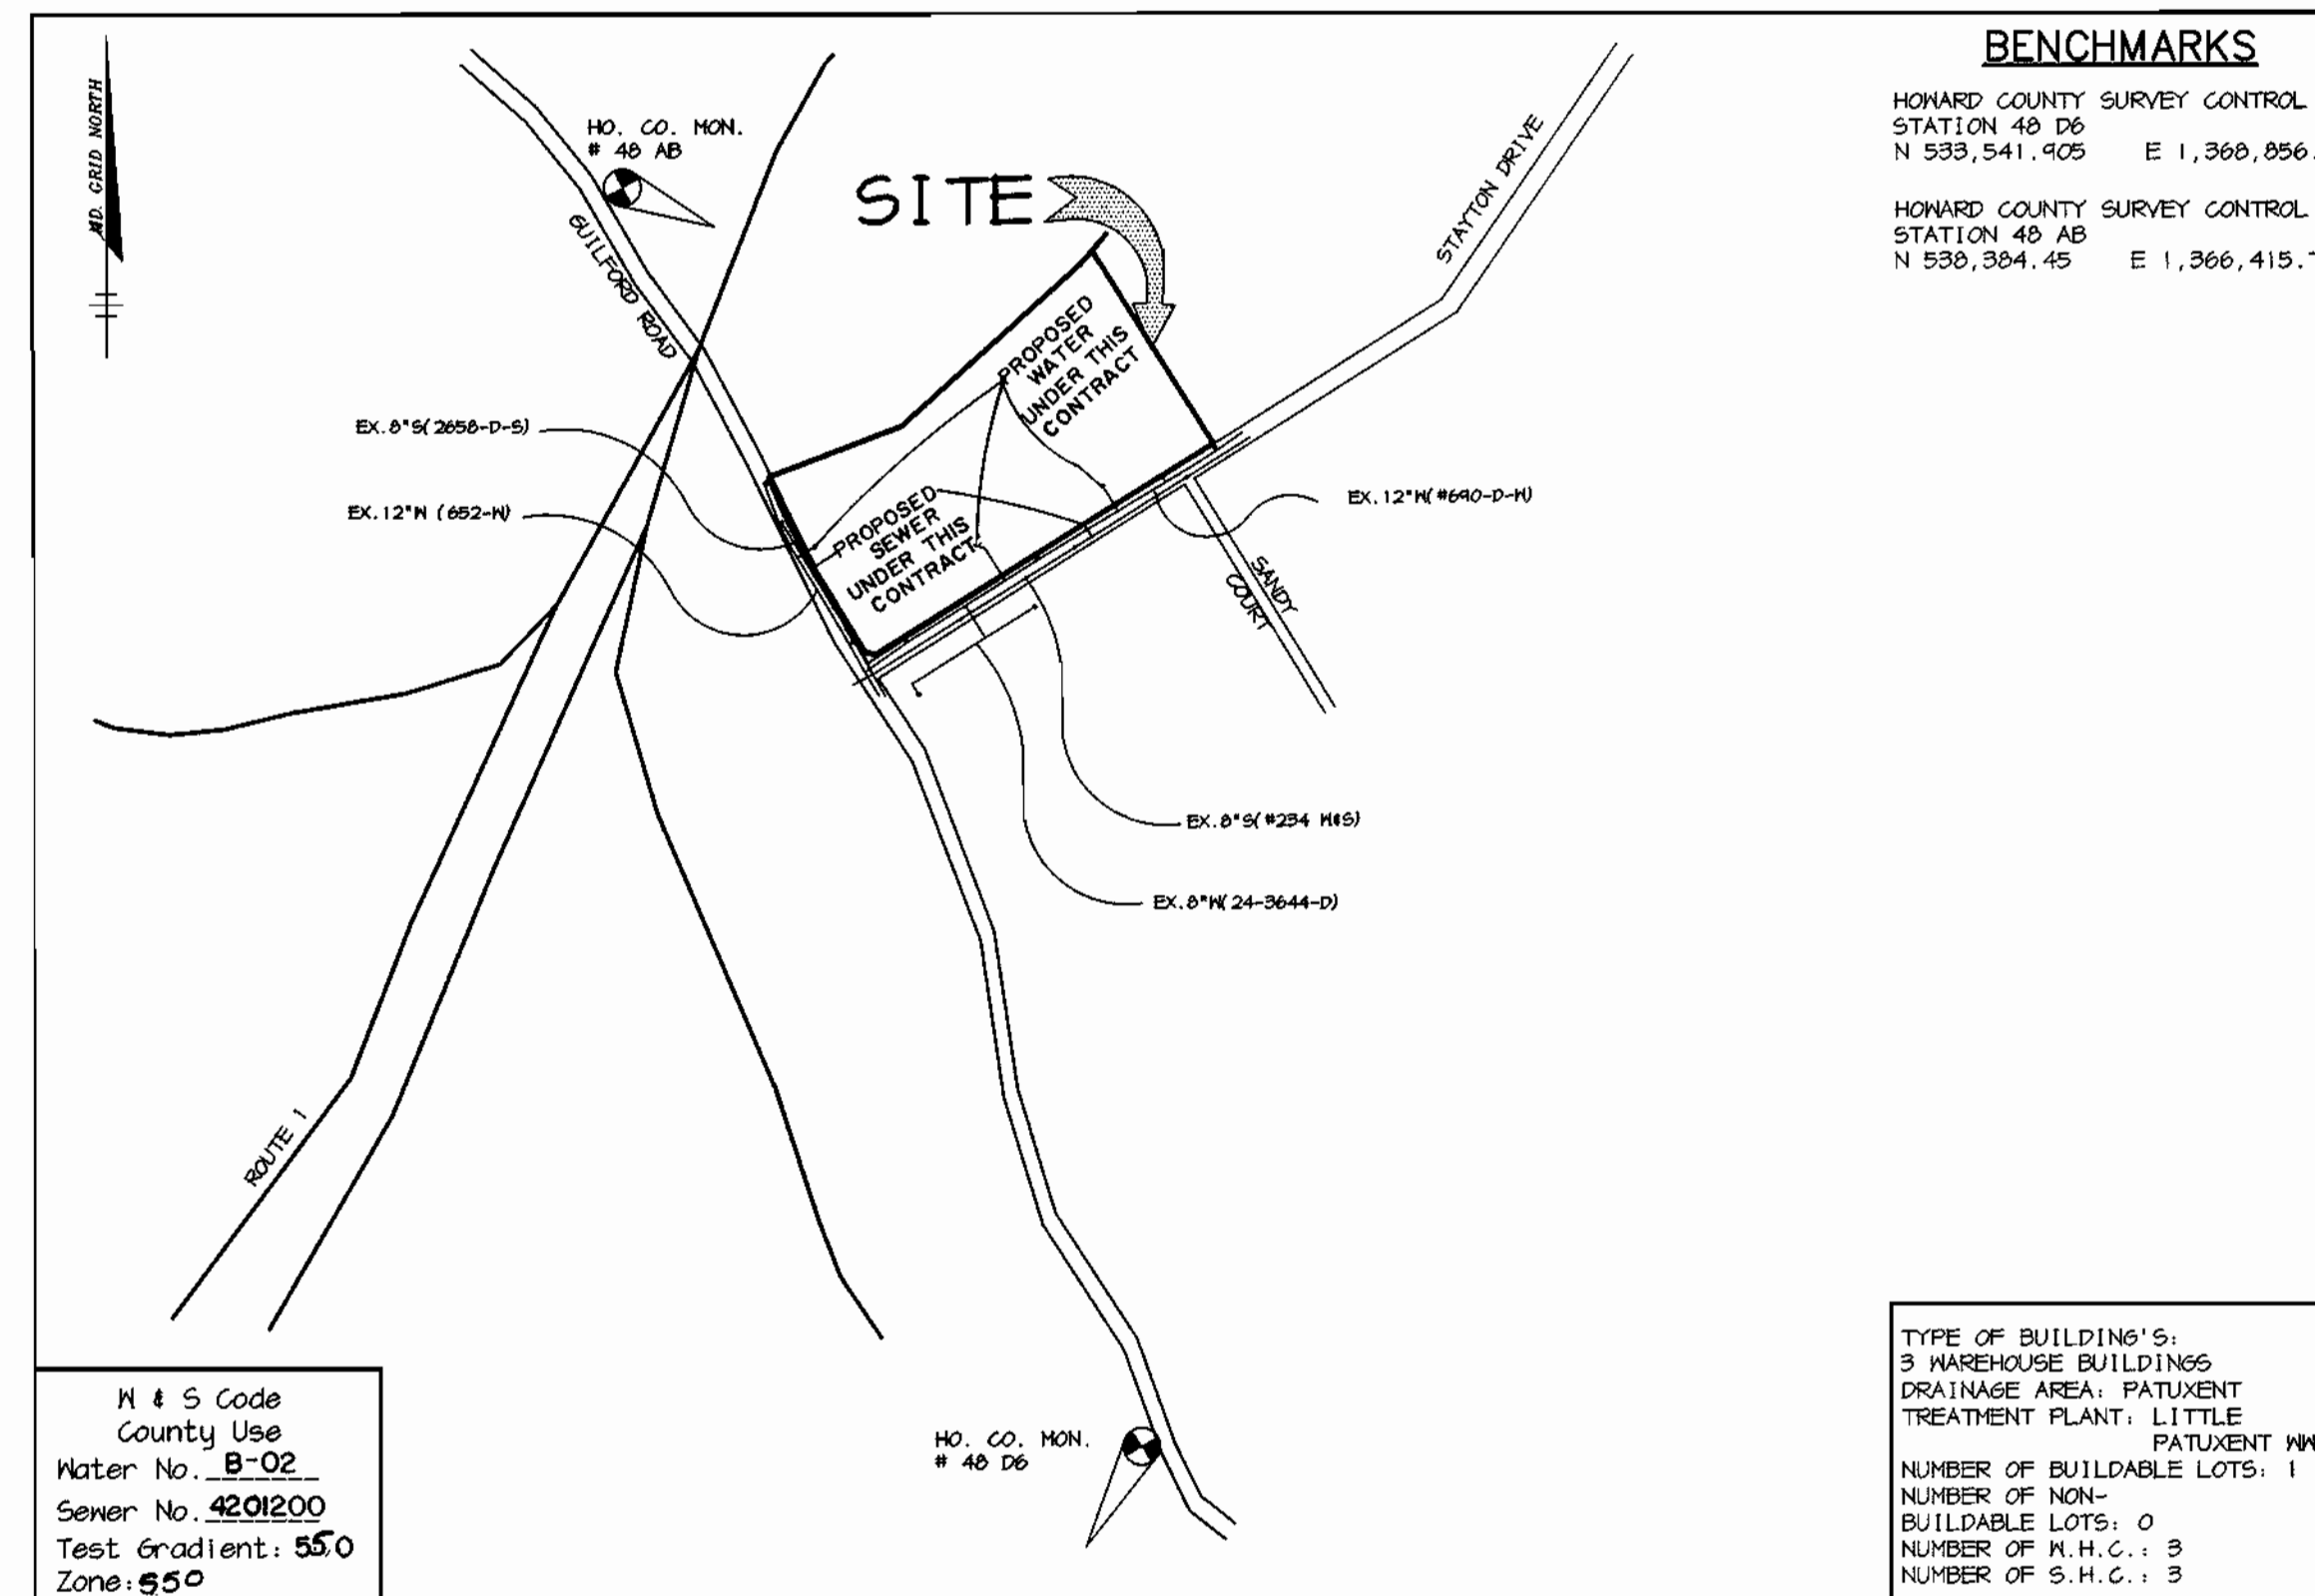 BENCHMARKS
HOWARD COUNTY SURVEY CONTROL
STATION 48 D6
N 533,541.905 E 1,368,856.
HOWARD COUNTY SURVEY CONTROL
STATION 48 AB
N 538,384.45 E 1,366,415.
MD. GRID NORTH
HO. CO. MON.
# 48 AB
SITE
STAYTON DRIVE
GUILFORD ROAD
PROPOSED
WATER
UNDER THIS
CONTRACT
EX.8"S(2658-D-S)
EX.12"W (652-W)
PROPOSED
SEWER
UNDER THIS
CONTRACT
EX.12"W(#690-D-W)
SANDY
COURT
EX.8"S(#234 W&S)
EX.8"W(24-3644-D)
ROUTE 1
HO. CO. MON.
# 48 D6
W & S Code
County Use
Water No. B-02
Sewer No. 4201200
Test Gradient: 550
Zone: 550
TYPE OF BUILDING'S:
3 WAREHOUSE BUILDINGS
DRAINAGE AREA: PATUXENT
TREATMENT PLANT: LITTLE
PATUXENT
NUMBER OF BUILDABLE LOTS: 1
NUMBER OF NON-
BUILDABLE LOTS: 0
NUMBER OF W.H.C.: 3
NUMBER OF S.H.C.: 3